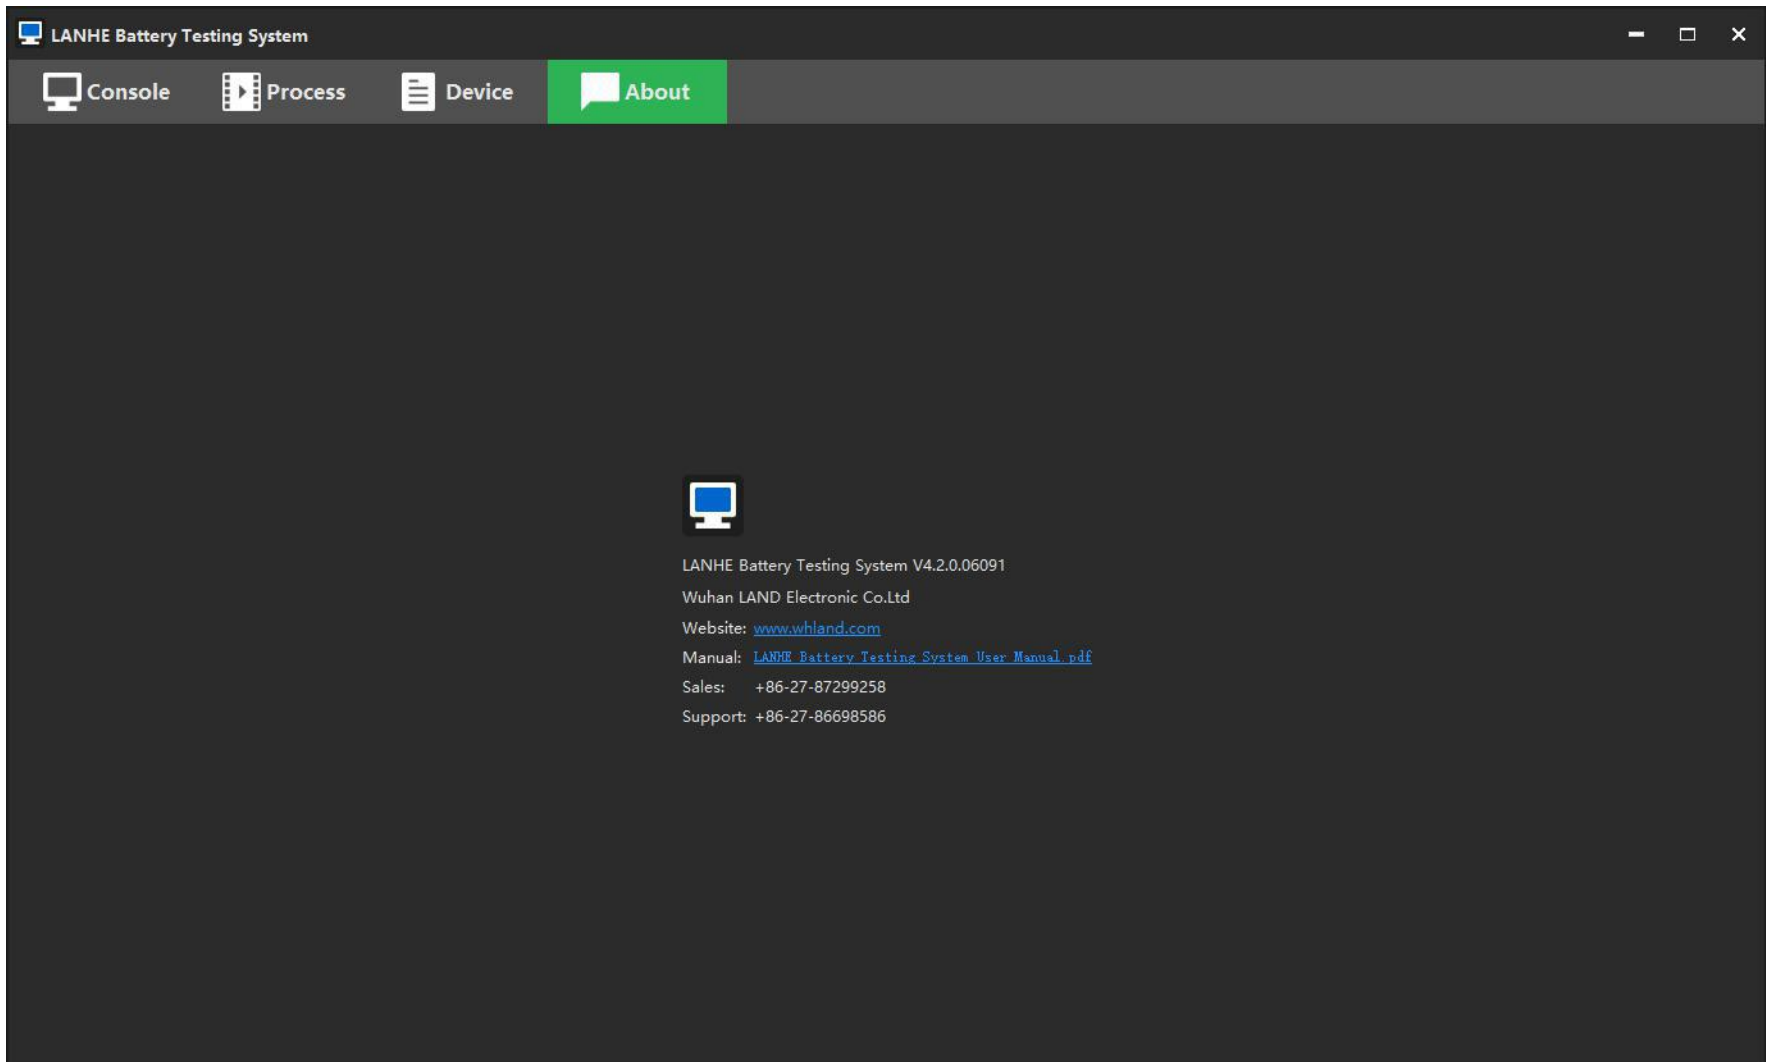 LANHE Battery Testing System
Console Process Device About
LANHE Battery Testing System V4.2.0.06091
Wuhan LAND Electronic Co.Ltd
Website: www.whland.com
Manual: LANHE Battery Testing System User Manual.pdf
Sales: +86-27-87299258
Support: +86-27-86698586